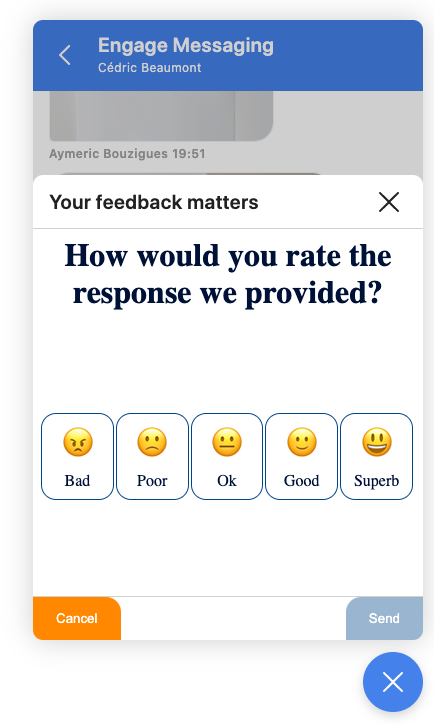 Engage Messaging
Cédric Beaumont
Aymeric Bouzigues 19:51
Your feedback matters
How would you rate the
response we provided?
Bad Poor Ok Good Superb
Cancel Send